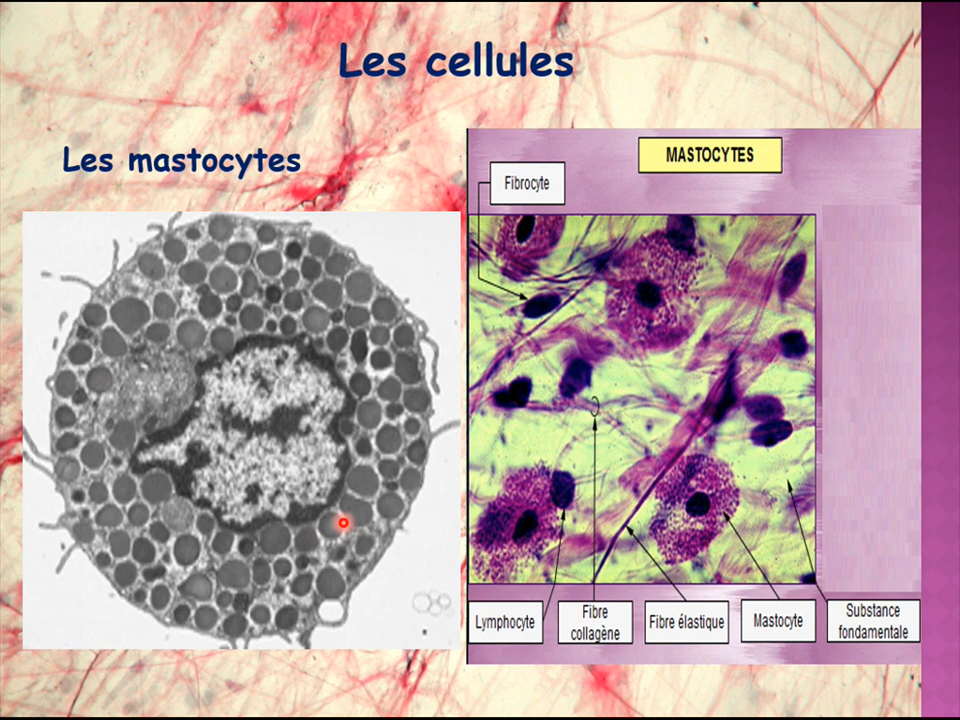 Les cellules
Les mastocytes
MASTOCYTES
Fibrocyte
Lymphocyte
Fibre
collagène
Fibre élastique
Mastocyte
Substance
fondamentale